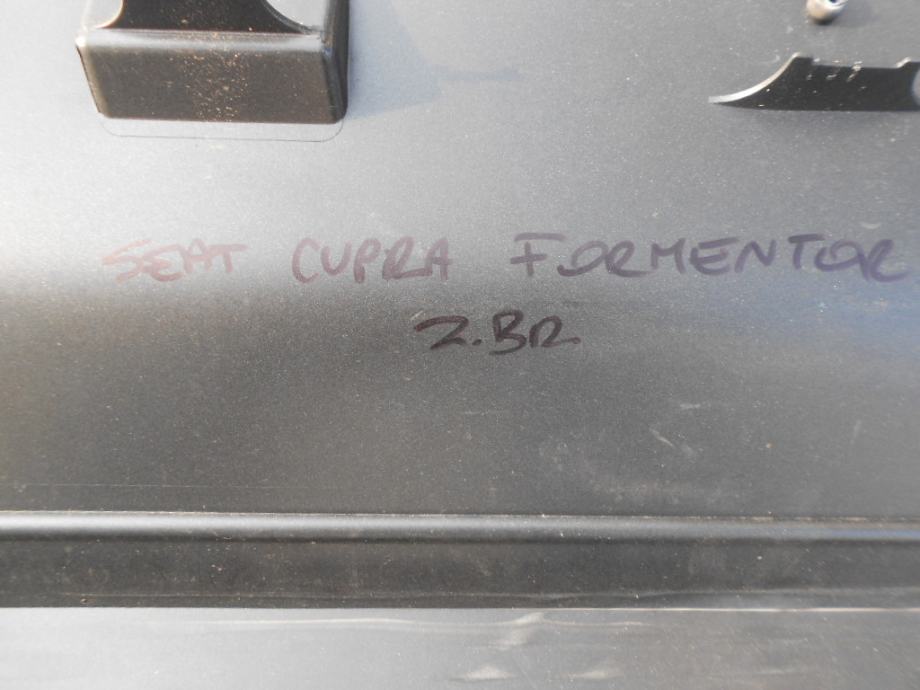 SEAT CUPRA FORMENTOR
2.BR.